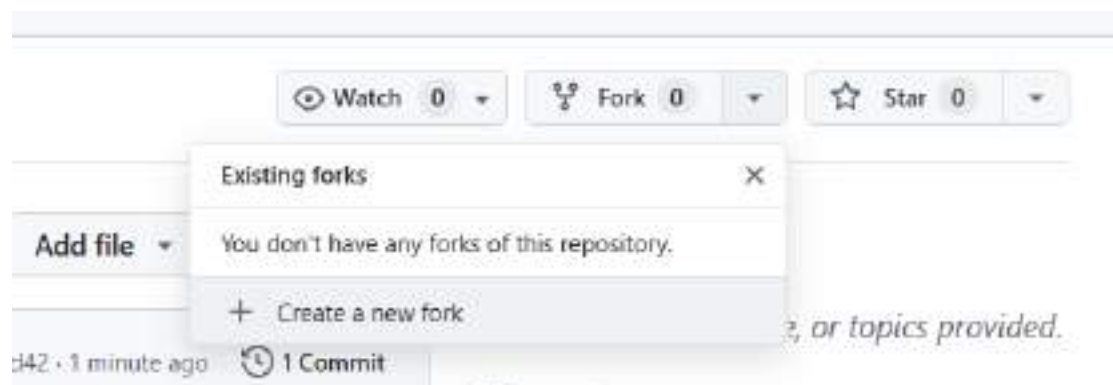 Watch 0
Fork 0
Star 0
Existing forks
Add file
You don't have any forks of this repository.
Create a new fork
, or topics provided.
d42 · 1 minute ago
1 Commit